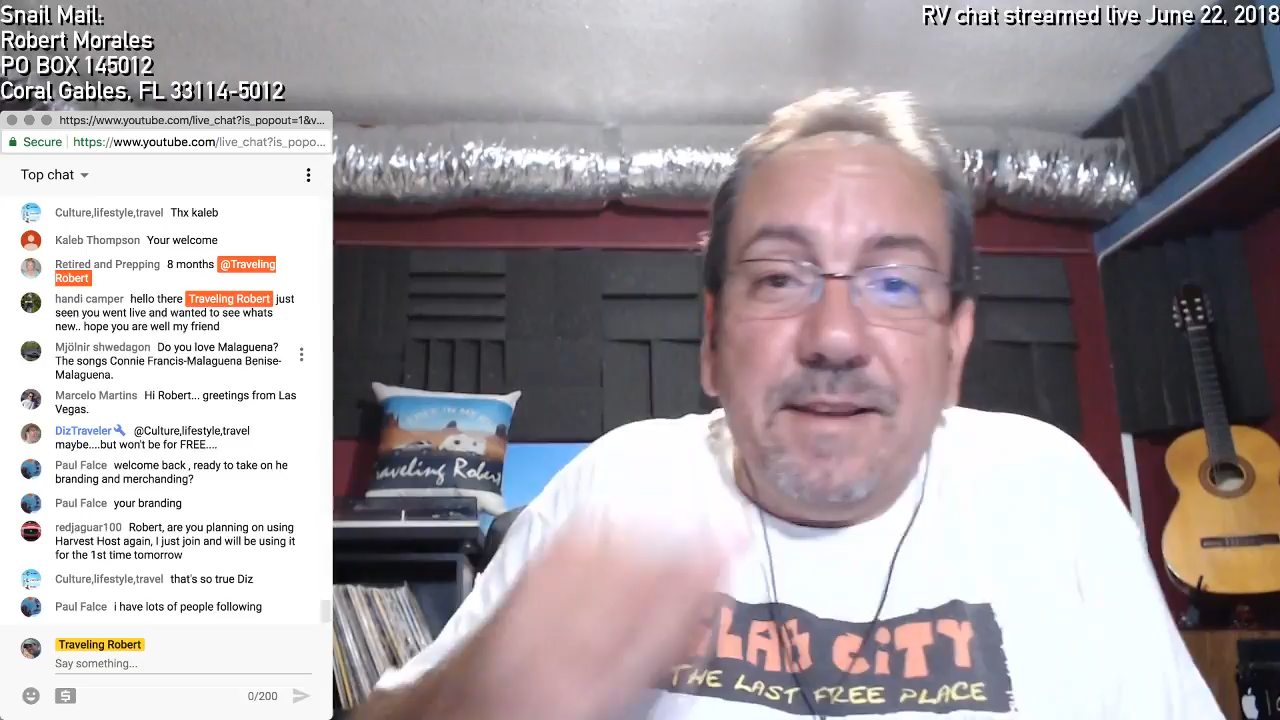 Snail Mail:
Robert Morales
PO BOX 145012
Coral Gables, FL 33114-5012
RV chat streamed live June 22, 2018
https://www.youtube.com/live_chat?is_popout=1&v...
Secure https://www.youtube.com/live_chat?is_popo...
Top chat
Culture,lifestyle,travel Thx kaleb
Kaleb Thompson Your welcome
Retired and Prepping 8 months @Traveling
Robert
handi camper hello there Traveling Robert just
seen you went live and wanted to see whats
new.. hope you are well my friend
Mjölnir shwedagon Do you love Malaguena?
The songs Connie Francis-Malaguena Benise-
Malaguena.
Marcelo Martins Hi Robert... greetings from Las
Vegas.
DizTraveler @Culture,lifestyle,travel
maybe....but won't be for FREE....
Paul Falce welcome back , ready to take on he
branding and merchanding?
Paul Falce your branding
redjaguar100 Robert, are you planning on using
Harvest Host again, I just join and will be using it
for the 1st time tomorrow
Culture,lifestyle,travel that's so true Diz
Paul Falce i have lots of people following
Traveling Robert
Say something...
0/200
raveling Robert
SLAB CITY
THE LAST FREE PLACE